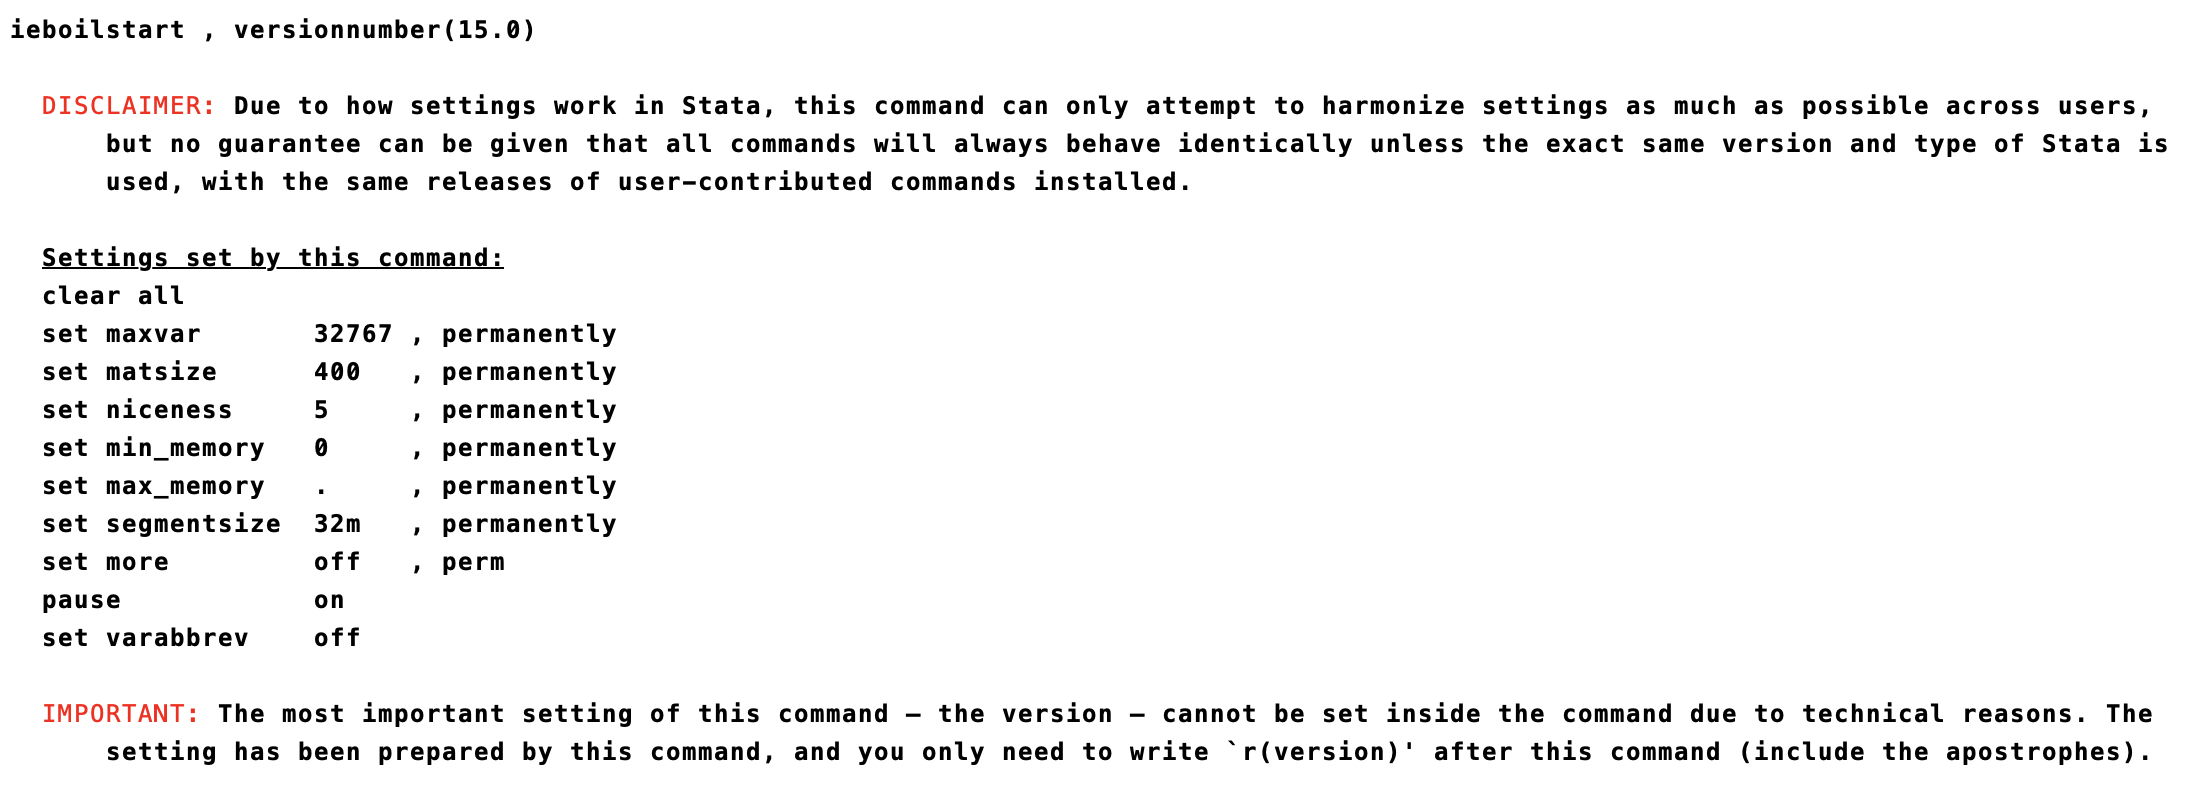 ieboilstart , versionnumber(15.0)
DISCLAIMER: Due to how settings work in Stata, this command can only attempt to harmonize settings as much as possible across users,
but no guarantee can be given that all commands will always behave identically unless the exact same version and type of Stata is
used, with the same releases of user-contributed commands installed.
Settings set by this command:
clear all
set maxvar 32767 , permanently
set matsize 400 , permanently
set niceness 5 , permanently
set min_memory 0 , permanently
set max_memory . , permanently
set segmentsize 32m , permanently
set more off , perm
pause on
set varabbrev off
IMPORTANT: The most important setting of this command – the version – cannot be set inside the command due to technical reasons. The
setting has been prepared by this command, and you only need to write `r(version)' after this command (include the apostrophes).